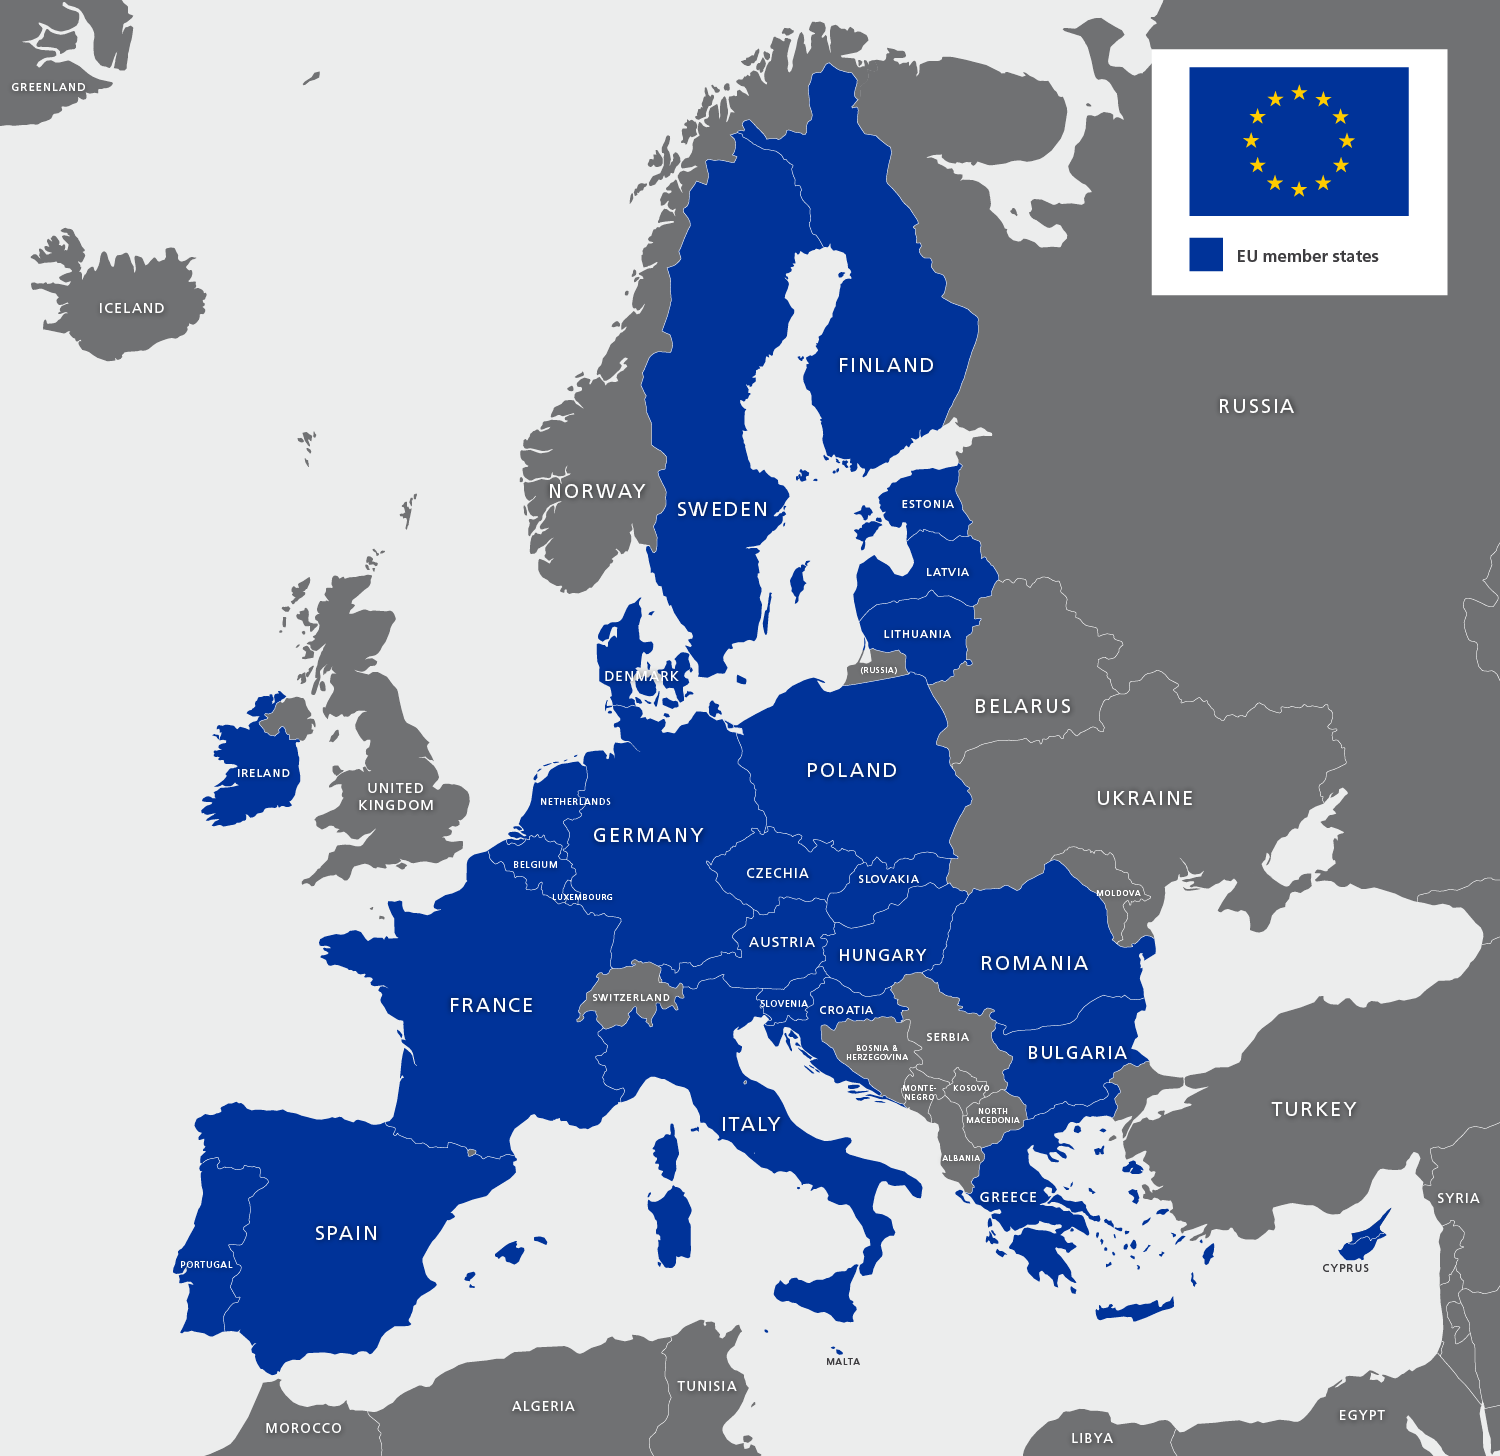 GREENLAND
ICELAND
EU member states
FINLAND
RUSSIA
NORWAY
SWEDEN
ESTONIA
LATVIA
LITHUANIA
(RUSSIA)
DENMARK
BELARUS
IRELAND
UNITED
KINGDOM
POLAND
UKRAINE
NETHERLANDS
GERMANY
BELGIUM
LUXEMBOURG
CZECHIA
SLOVAKIA
MOLDOVA
AUSTRIA
HUNGARY
ROMANIA
FRANCE
SWITZERLAND
SLOVENIA
CROATIA
SERBIA
BOSNIA &
HERZEGOVINA
BULGARIA
MONTE-
NEGRO
KOSOVO
NORTH
MACEDONIA
ITALY
TURKEY
ALBANIA
GREECE
SYRIA
SPAIN
PORTUGAL
CYPRUS
MALTA
TUNISIA
ALGERIA
MOROCCO
EGYPT
LIBYA